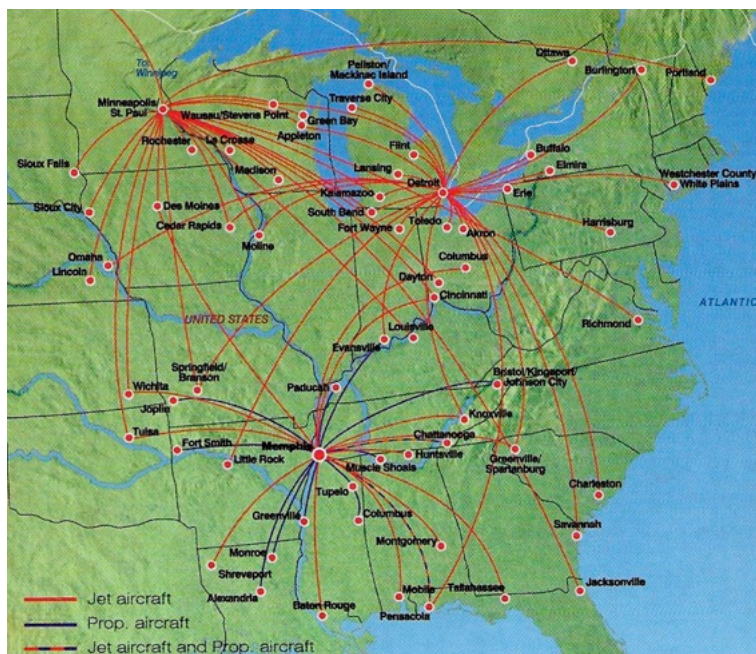 Ottawa
Burlington
Portland
To
Winnipeg
Pellston/
Mackinac Island
Traverse City
Minneapolis/
St. Paul
Wausau/Stevens Point
Green Bay
Appleton
Rochester
La Crosse
Flint
Buffalo
Elmira
Sioux Falls
Madison
Lansing
Detroit
Westchester County/
White Plains
Kalamazoo
Erie
Sioux City
Des Moines
South Bend
Toledo
Akron
Cedar Rapids
Fort Wayne
Harrisburg
Moline
Omaha
Lincoln
Columbus
Dayton
Cincinnati
ATLANTIC
UNITED STATES
Louisville
Richmond
Evansville
Springfield/
Branson
Wichita
Joplin
Paducah
Bristol/Kingsport/
Johnson City
Knoxville
Tulsa
Fort Smith
Memphis
Chattanooga
Little Rock
Muscle Shoals
Huntsville
Greenville/
Spartanburg
Tupelo
Charleston
Greenville
Columbus
Savannah
Montgomery
Monroe
Shreveport
Alexandria
Baton Rouge
Mobile
Pensacola
Tallahassee
Jacksonville
Jet aircraft
Prop. aircraft
Jet aircraft and Prop. aircraft